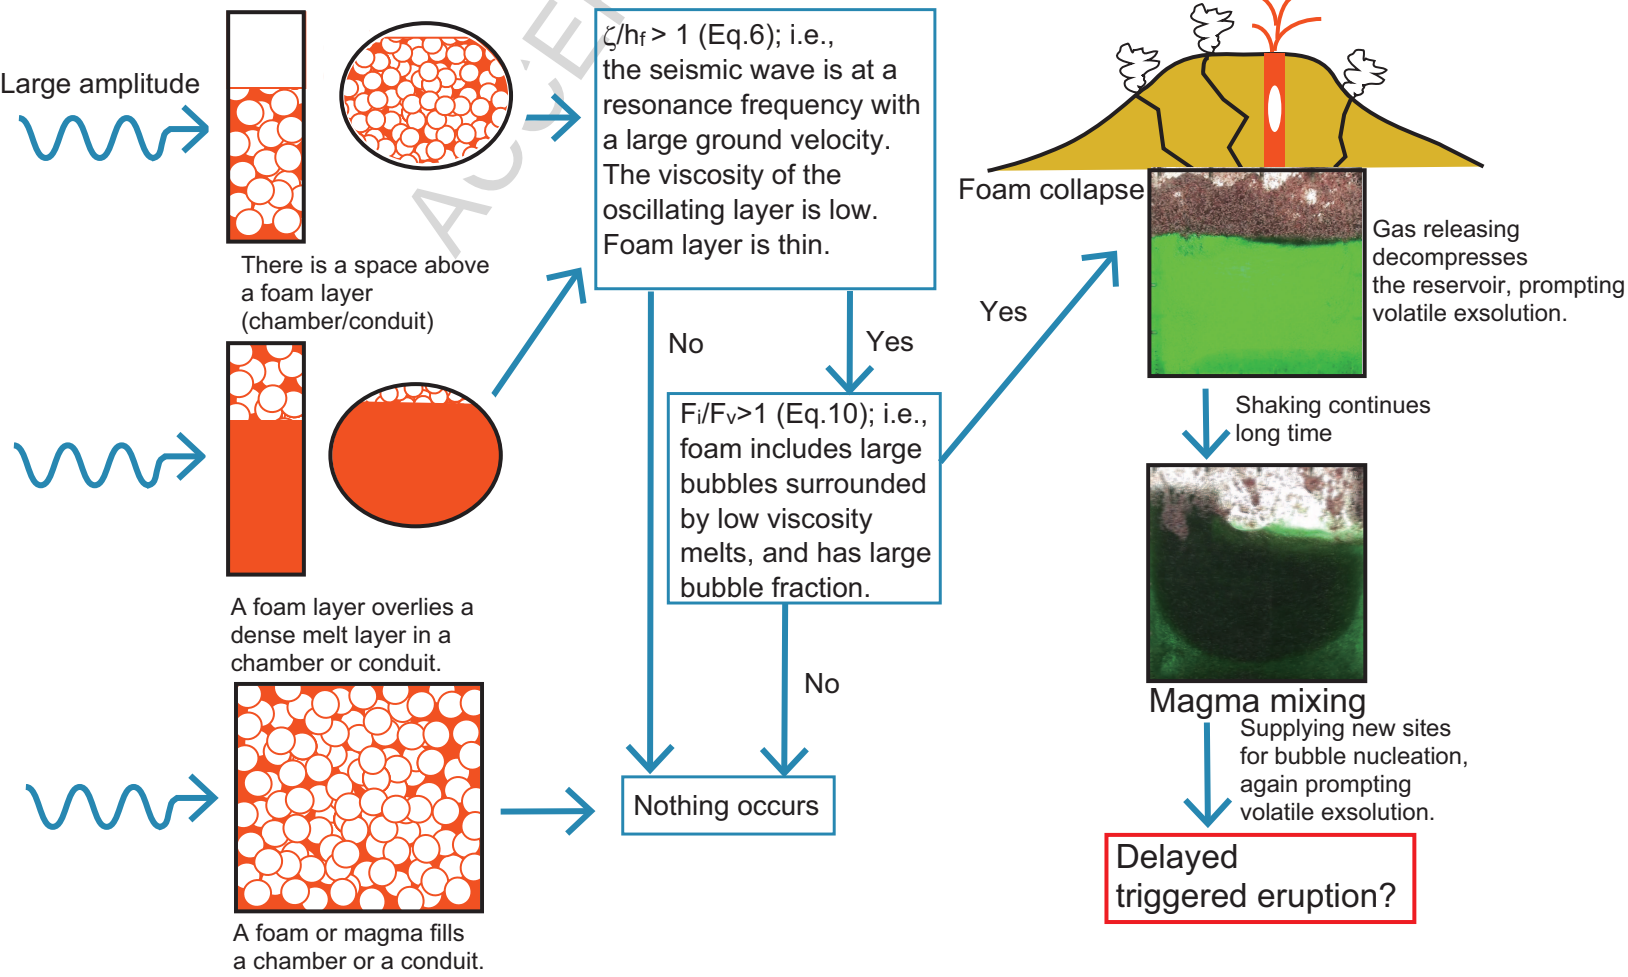 Large amplitude
There is a space above
a foam layer
(chamber/conduit)
A foam layer overlies a
dense melt layer in a
chamber or conduit.
A foam or magma fills
a chamber or a conduit.
ζ/hf > 1 (Eq.6); i.e.,
the seismic wave is at a
resonance frequency with
a large ground velocity.
The viscosity of the
oscillating layer is low.
Foam layer is thin.
No
Yes
Fi/Fv>1 (Eq.10); i.e.,
foam includes large
bubbles surrounded
by low viscosity
melts, and has large
bubble fraction.
No
Nothing occurs
Yes
Foam collapse
Gas releasing
decompresses
the reservoir, prompting
volatile exsolution.
Shaking continues
long time
Magma mixing
Supplying new sites
for bubble nucleation,
again prompting
volatile exsolution.
Delayed
triggered eruption?